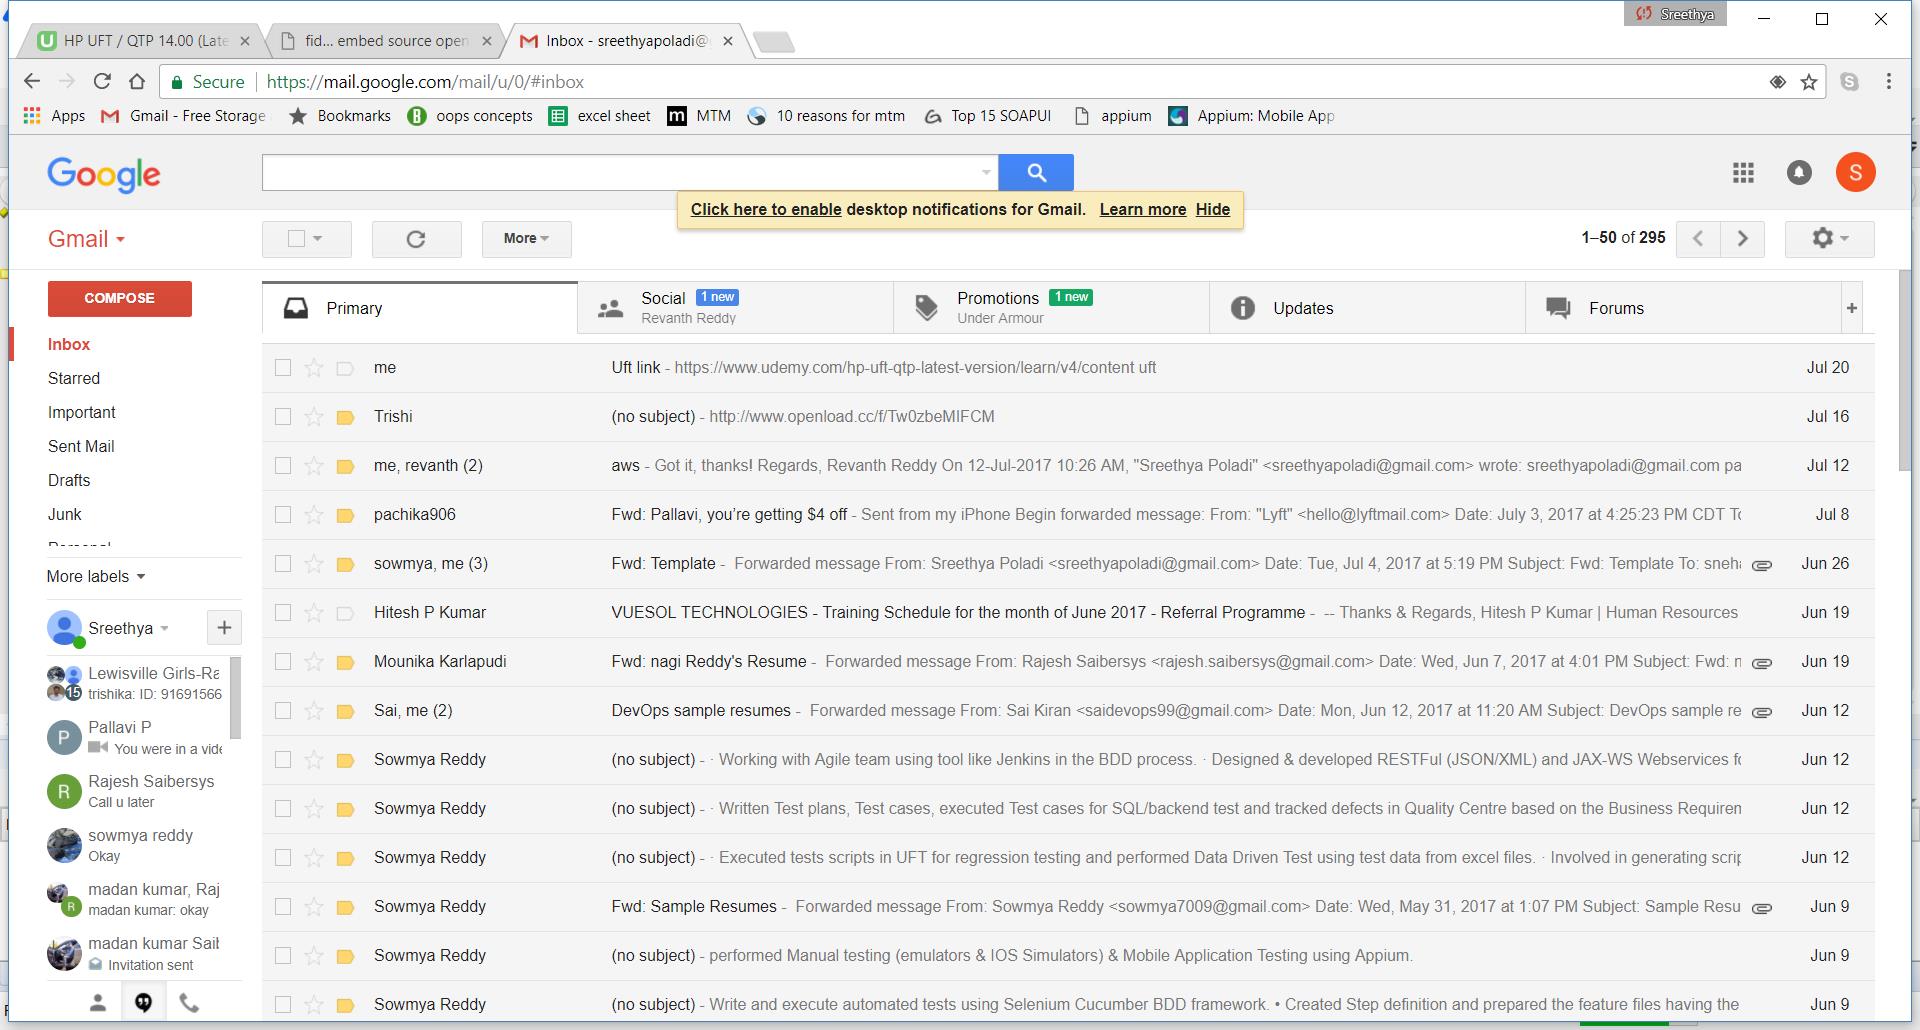 Sreethya
HP UFT / QTP 14.00 (Late
fid... embed source open
Inbox - sreethyapoladi@
Secure
https://mail.google.com/mail/u/0/#inbox
Apps
Gmail - Free Storage
Bookmarks
oops concepts
excel sheet
MTM
10 reasons for mtm
Top 15 SOAPUI
appium
Appium: Mobile App
Google
S
Click here to enable desktop notifications for Gmail. Learn more Hide
Gmail
More
1–50 of 295
COMPOSE
Inbox
Starred
Important
Sent Mail
Drafts
Junk
More labels
Sreethya
Lewisville Girls-Ra
15 trishika: ID: 91691566
P Pallavi P
You were in a vide
R Rajesh Saibersys
Call u later
sowmya reddy
Okay
madan kumar, Raj
R madan kumar: okay
madan kumar Sait
Invitation sent
Primary
Social 1 new
Revanth Reddy
Promotions 1 new
Under Armour
Updates
Forums
+
me Uft link - https://www.udemy.com/hp-uft-qtp-latest-version/learn/v4/content uft Jul 20
Trishi (no subject) - http://www.openload.cc/f/Tw0zbeMIFCM Jul 16
me, revanth (2) aws - Got it, thanks! Regards, Revanth Reddy On 12-Jul-2017 10:26 AM, "Sreethya Poladi" <sreethyapoladi@gmail.com> wrote: sreethyapoladi@gmail.com pa Jul 12
pachika906 Fwd: Pallavi, you’re getting $4 off - Sent from my iPhone Begin forwarded message: From: "Lyft" <hello@lyftmail.com> Date: July 3, 2017 at 4:25:23 PM CDT To Jul 8
sowmya, me (3) Fwd: Template - Forwarded message From: Sreethya Poladi <sreethyapoladi@gmail.com> Date: Tue, Jul 4, 2017 at 5:19 PM Subject: Fwd: Template To: sneha Jun 26
Hitesh P Kumar VUESOL TECHNOLOGIES - Training Schedule for the month of June 2017 - Referral Programme - -- Thanks & Regards, Hitesh P Kumar | Human Resources Jun 19
Mounika Karlapudi Fwd: nagi Reddy's Resume - Forwarded message From: Rajesh Saibersys <rajesh.saibersys@gmail.com> Date: Wed, Jun 7, 2017 at 4:01 PM Subject: Fwd: n Jun 19
Sai, me (2) DevOps sample resumes - Forwarded message From: Sai Kiran <saidevops99@gmail.com> Date: Mon, Jun 12, 2017 at 11:20 AM Subject: DevOps sample re Jun 12
Sowmya Reddy (no subject) - · Working with Agile team using tool like Jenkins in the BDD process. · Designed & developed RESTFul (JSON/XML) and JAX-WS Webservices fo Jun 12
Sowmya Reddy (no subject) - · Written Test plans, Test cases, executed Test cases for SQL/backend test and tracked defects in Quality Centre based on the Business Requirem Jun 12
Sowmya Reddy (no subject) - · Executed tests scripts in UFT for regression testing and performed Data Driven Test using test data from excel files. · Involved in generating scrip Jun 12
Sowmya Reddy Fwd: Sample Resumes - Forwarded message From: Sowmya Reddy <sowmya7009@gmail.com> Date: Wed, May 31, 2017 at 1:07 PM Subject: Sample Resu Jun 9
Sowmya Reddy (no subject) - performed Manual testing (emulators & IOS Simulators) & Mobile Application Testing using Appium. Jun 9
Sowmya Reddy (no subject) - Write and execute automated tests using Selenium Cucumber BDD framework. • Created Step definition and prepared the feature files having the Jun 9